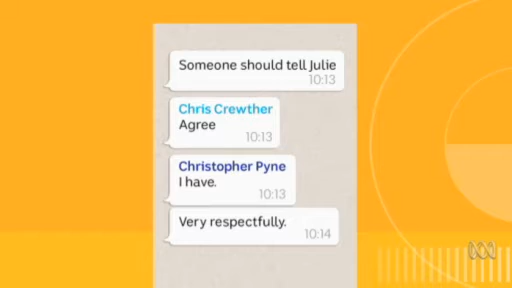 Someone should tell Julie
10:13
Chris Crewther
Agree
10:13
Christopher Pyne
I have.
10:13
Very respectfully.
10:14